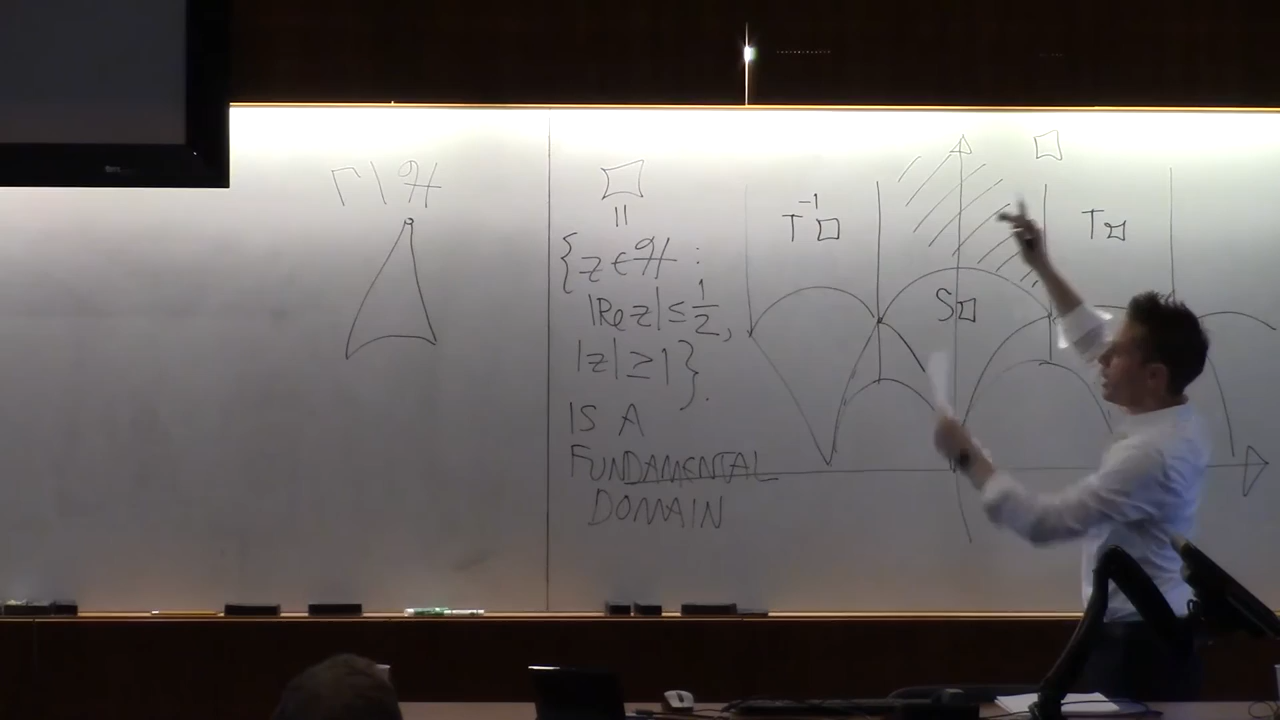 Γ\ℋ
□
||
{z∈ℋ :
|Re z| ≤ 1/2,
|z| ≥ 1}.
IS A
FUNDAMENTAL
DOMAIN
□
T⁻¹□
T□
S□